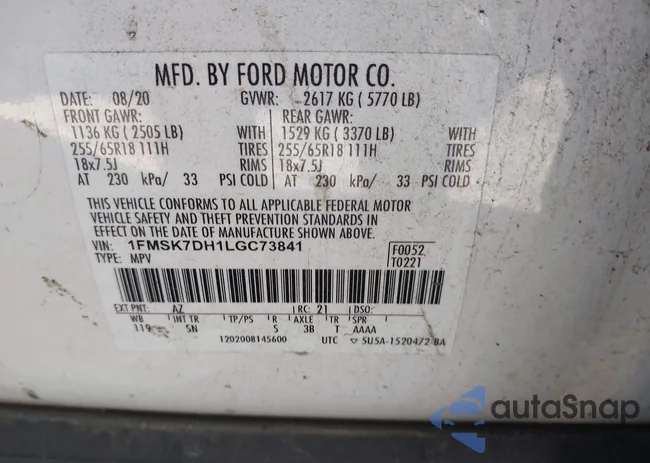 MFD. BY FORD MOTOR CO.
DATE: 08/20 GVWR: 2617 KG ( 5770 LB)
FRONT GAWR: REAR GAWR:
1136 KG ( 2505 LB) WITH 1529 KG ( 3370 LB) WITH
255/65R18 111H TIRES 255/65R18 111H TIRES
18x7.5J RIMS 18x7.5J RIMS
AT 230 kPa/ 33 PSI COLD AT 230 kPa/ 33 PSI COLD
THIS VEHICLE CONFORMS TO ALL APPLICABLE FEDERAL MOTOR
VEHICLE SAFETY AND THEFT PREVENTION STANDARDS IN
EFFECT ON THE DATE OF MANUFACTURE SHOWN ABOVE.
VIN: 1FMSK7DH1LGC73841 F0052
TYPE: MPV T0221
EXT PNT: AZ RC: 21 DSO:
WB INT TR TP/PS R AXLE TR SPR
119 SN S 3B T AAAA
1202008145600 UTC ▽ 5U5A-1520472-BA
autaSnap